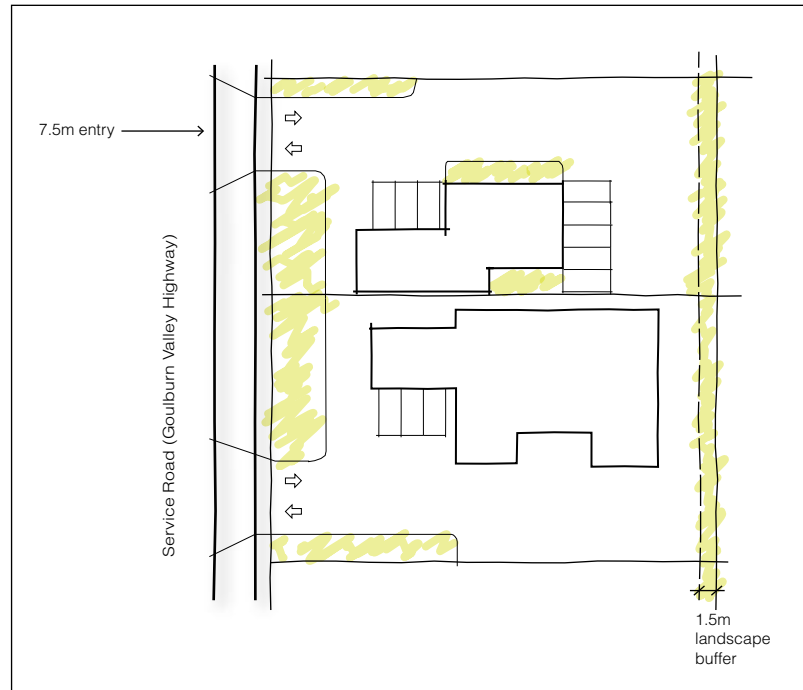 7.5m entry
Service Road (Goulburn Valley Highway)
1.5m
landscape
buffer